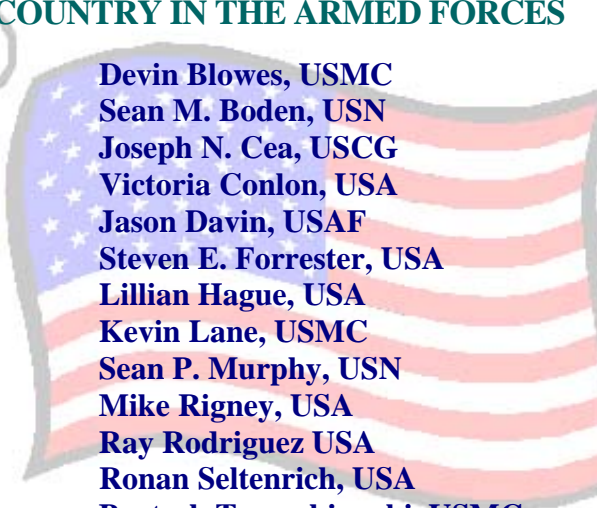 COUNTRY IN THE ARMED FORCES
Devin Blowes, USMC
Sean M. Boden, USN
Joseph N. Cea, USCG
Victoria Conlon, USA
Jason Davin, USAF
Steven E. Forrester, USA
Lillian Hague, USA
Kevin Lane, USMC
Sean P. Murphy, USN
Mike Rigney, USA
Ray Rodriguez USA
Ronan Seltenrich, USA
USMC